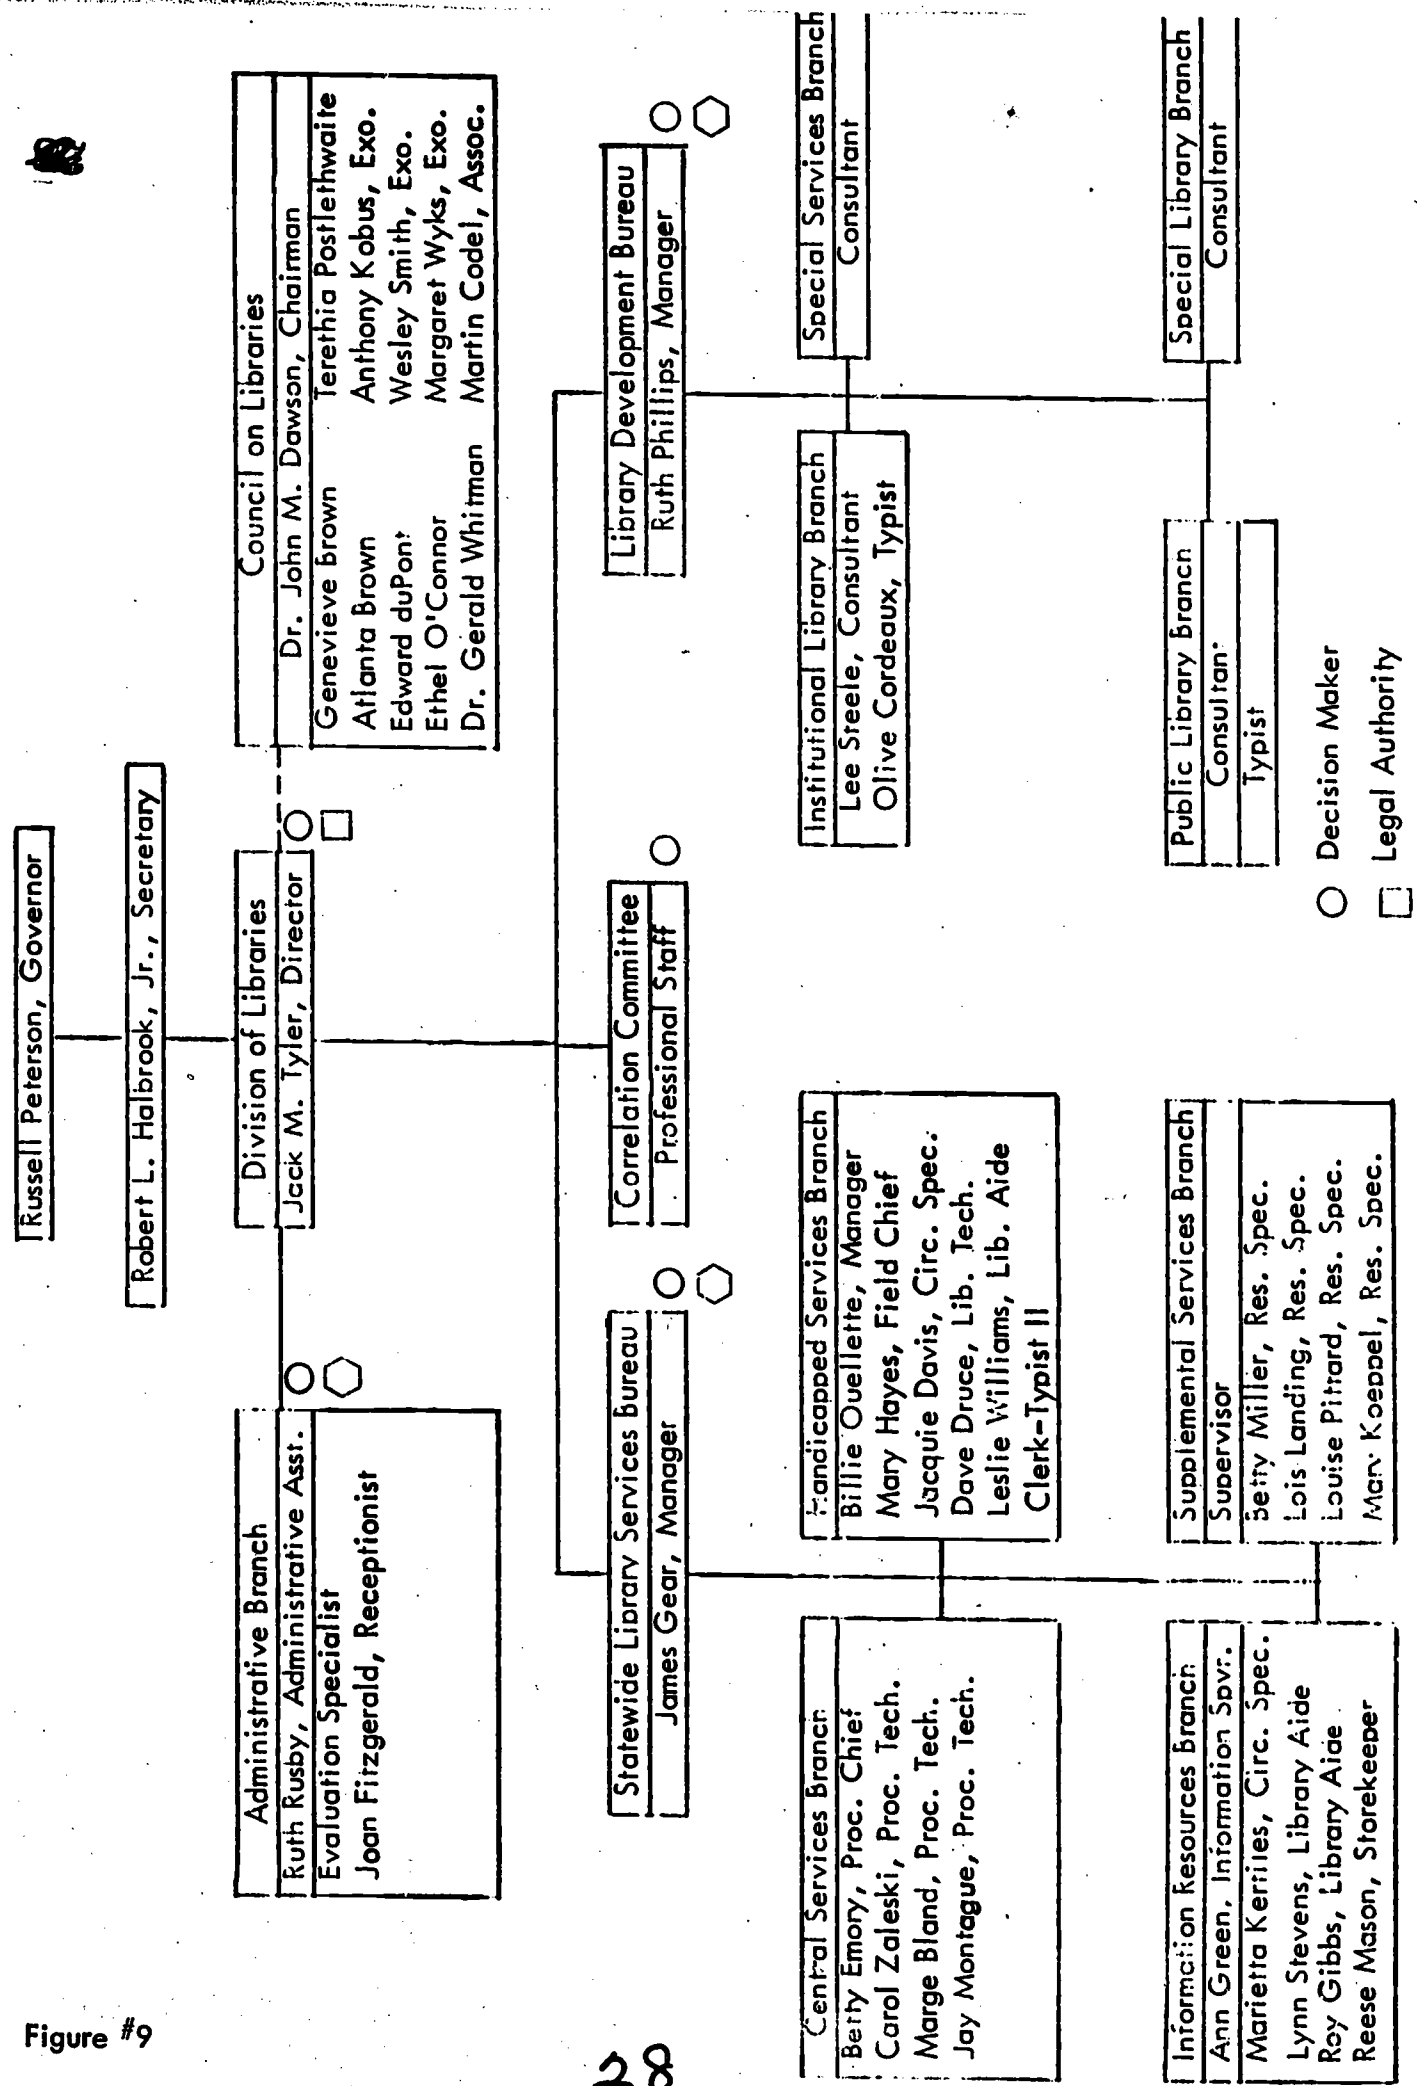 Russell Peterson, Governor
Robert L. Halbrook, Jr., Secretary
Administrative Branch
Ruth Rusby, Administrative Asst.
Evaluation Specialist
Joan Fitzgerald, Receptionist
Division of Libraries
Jack M. Tyler, Director
Council on Libraries
Dr. John M. Dawson, Chairman
Genevieve Brown Terethia Postlethwaite
Atlanta Brown Anthony Kobus, Exo.
Edward duPont Wesley Smith, Exo.
Ethel O'Connor Margaret Wyks, Exo.
Dr. Gerald Whitman Martin Codel, Assoc.
Statewide Library Services Bureau
James Gear, Manager
Correlation Committee
Professional Staff
Library Development Bureau
Ruth Phillips, Manager
Central Services Branch
Betty Emory, Proc. Chief
Carol Zaleski, Proc. Tech.
Marge Bland, Proc. Tech.
Jay Montague, Proc. Tech.
Handicapped Services Branch
Billie Ouellette, Manager
Mary Hayes, Field Chief
Jacquie Davis, Circ. Spec.
Dave Druce, Lib. Tech.
Leslie Williams, Lib. Aide
Clerk-Typist II
Institutional Library Branch
Lee Steele, Consultant
Olive Cordeaux, Typist
Special Services Branch
Consultant
Information Resources Branch
Ann Green, Information Spvr.
Marietta Keriles, Circ. Spec.
Lynn Stevens, Library Aide
Roy Gibbs, Library Aide
Reese Mason, Storekeeper
Supplemental Services Branch
Supervisor
Betty Miller, Res. Spec.
Lois Landing, Res. Spec.
Louise Pittard, Res. Spec.
Mary Koeppel, Res. Spec.
Public Library Branch
Consultant
Typist
Special Library Branch
Consultant
Decision Maker
Legal Authority
Figure #9
28